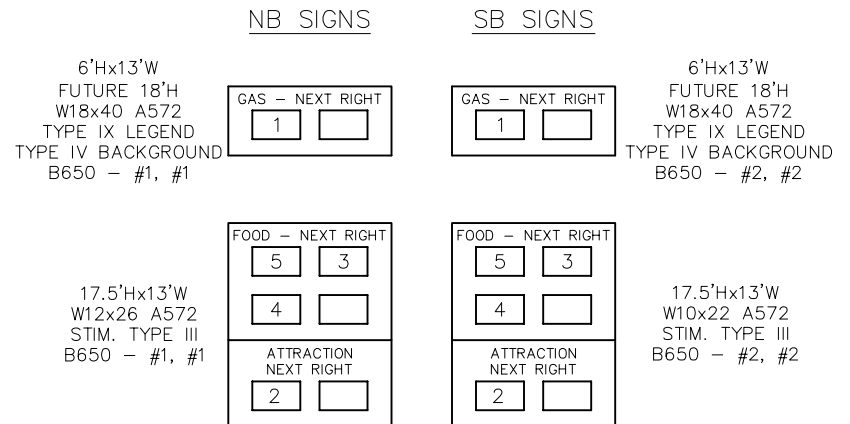 NB SIGNS
SB SIGNS
6'Hx13'W
FUTURE 18'H
W18x40 A572
TYPE IX LEGEND
TYPE IV BACKGROUND
B650 – #1, #1
GAS – NEXT RIGHT
1
GAS – NEXT RIGHT
1
6'Hx13'W
FUTURE 18'H
W18x40 A572
TYPE IX LEGEND
TYPE IV BACKGROUND
B650 – #2, #2
17.5'Hx13'W
W12x26 A572
STIM. TYPE III
B650 – #1, #1
FOOD – NEXT RIGHT
5 3
4
ATTRACTION
NEXT RIGHT
2
FOOD – NEXT RIGHT
5 3
4
ATTRACTION
NEXT RIGHT
2
17.5'Hx13'W
W10x22 A572
STIM. TYPE III
B650 – #2, #2